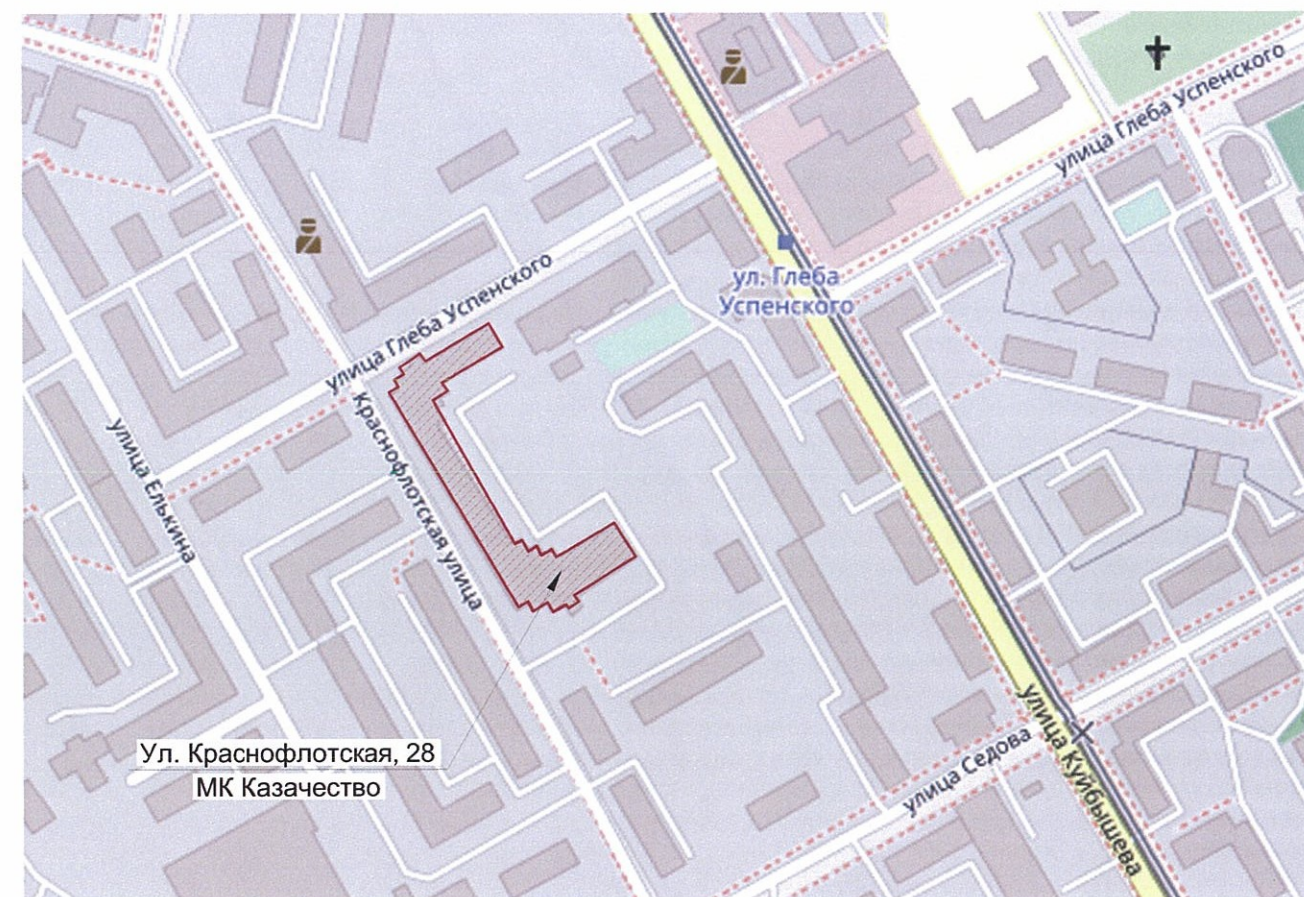 улица Глеба Успенского
ул. Глеба
Успенского
улица Глеба Успенского
Краснофлотская улица
улица Елькина
Ул. Краснофлотская, 28
МК Казачество
улица Седова
улица Куйбышева